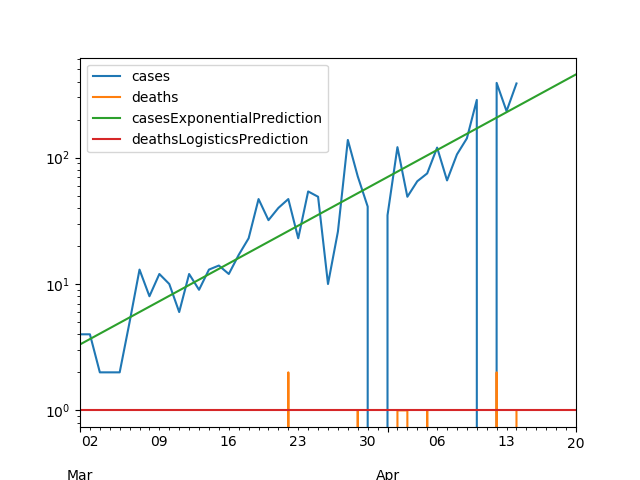 cases
deaths
casesExponentialPrediction
deathsLogisticsPrediction
10²
10¹
10⁰
02 09 16 23 30 06 13 20
Mar Apr